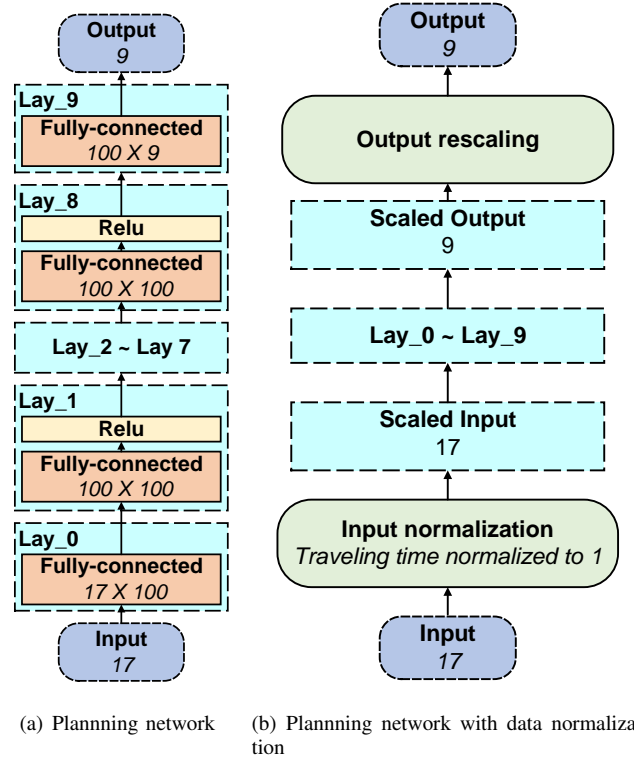 Output
9
Lay_9
Fully-connected
100 X 9
Lay_8
Relu
Fully-connected
100 X 100
Lay_2 ~ Lay 7
Lay_1
Relu
Fully-connected
100 X 100
Lay_0
Fully-connected
17 X 100
Input
17
(a) Plannning network
Output
9
Output rescaling
Scaled Output
9
Lay_0 ~ Lay_9
Scaled Input
17
Input normalization
Traveling time normalized to 1
Input
17
(b) Plannning network with data normaliza-
tion